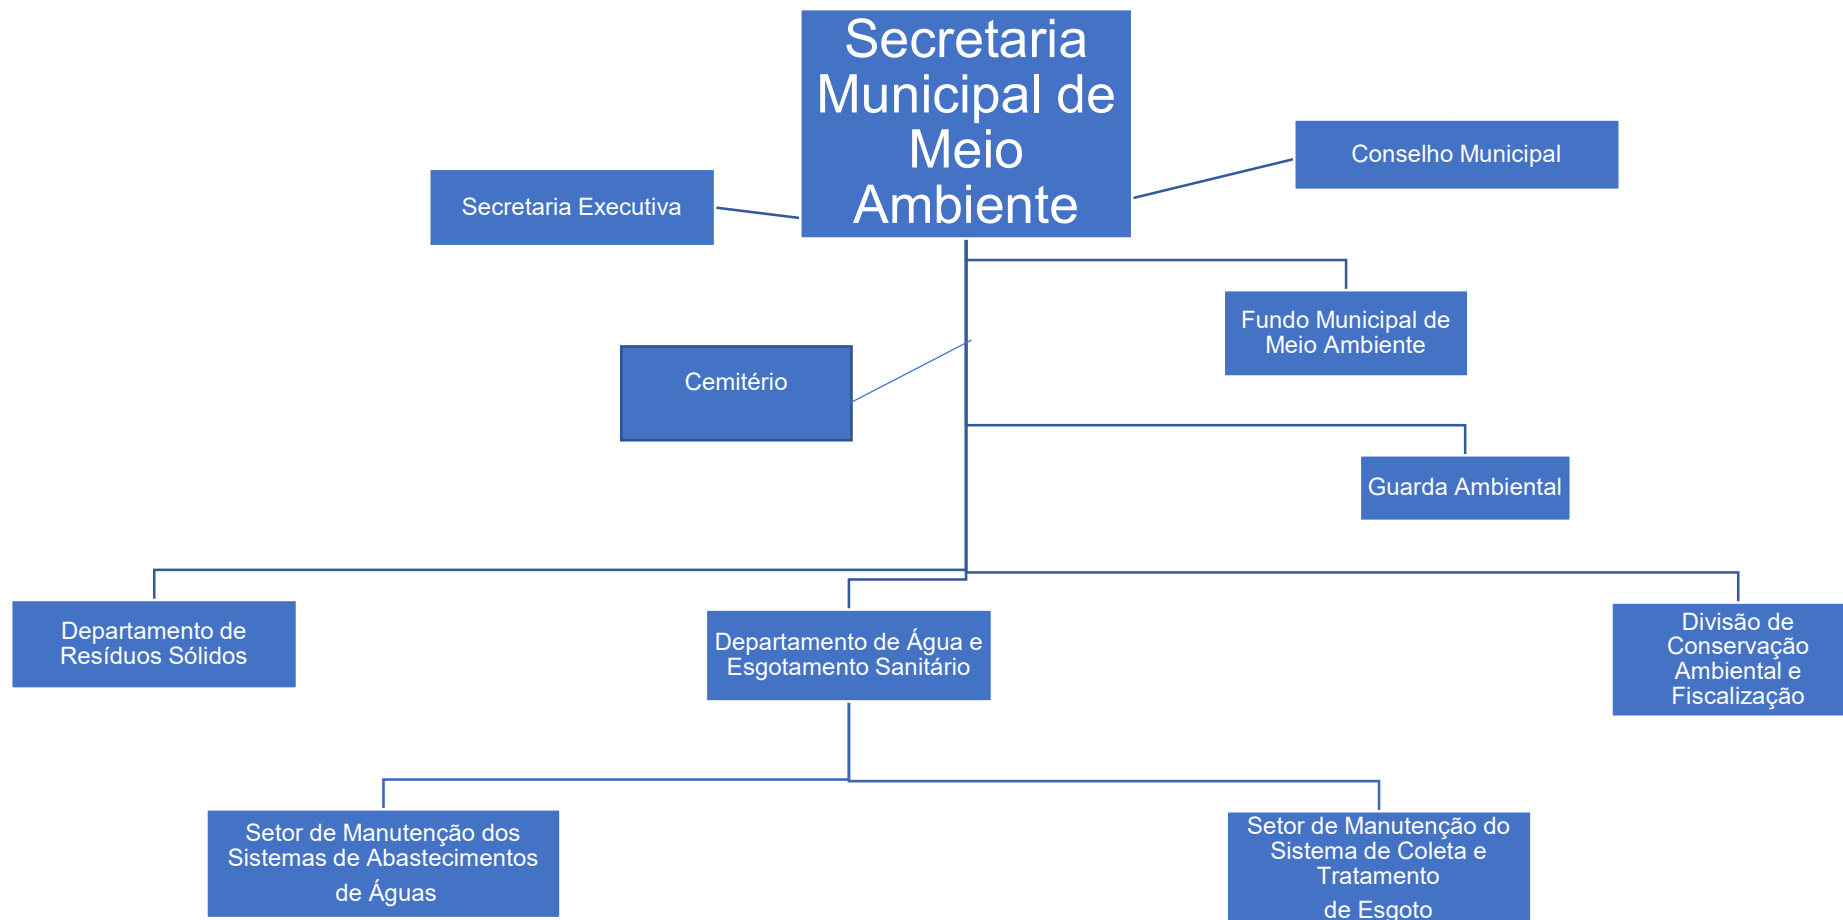 Secretaria
Municipal de
Meio
Ambiente
Conselho Municipal
Secretaria Executiva
Fundo Municipal de
Meio Ambiente
Cemitério
Guarda Ambiental
Departamento de
Resíduos Sólidos
Departamento de Água e
Esgotamento Sanitário
Divisão de
Conservação
Ambiental e
Fiscalização
Setor de Manutenção dos
Sistemas de Abastecimentos
de Águas
Setor de Manutenção do
Sistema de Coleta e
Tratamento
de Esgoto